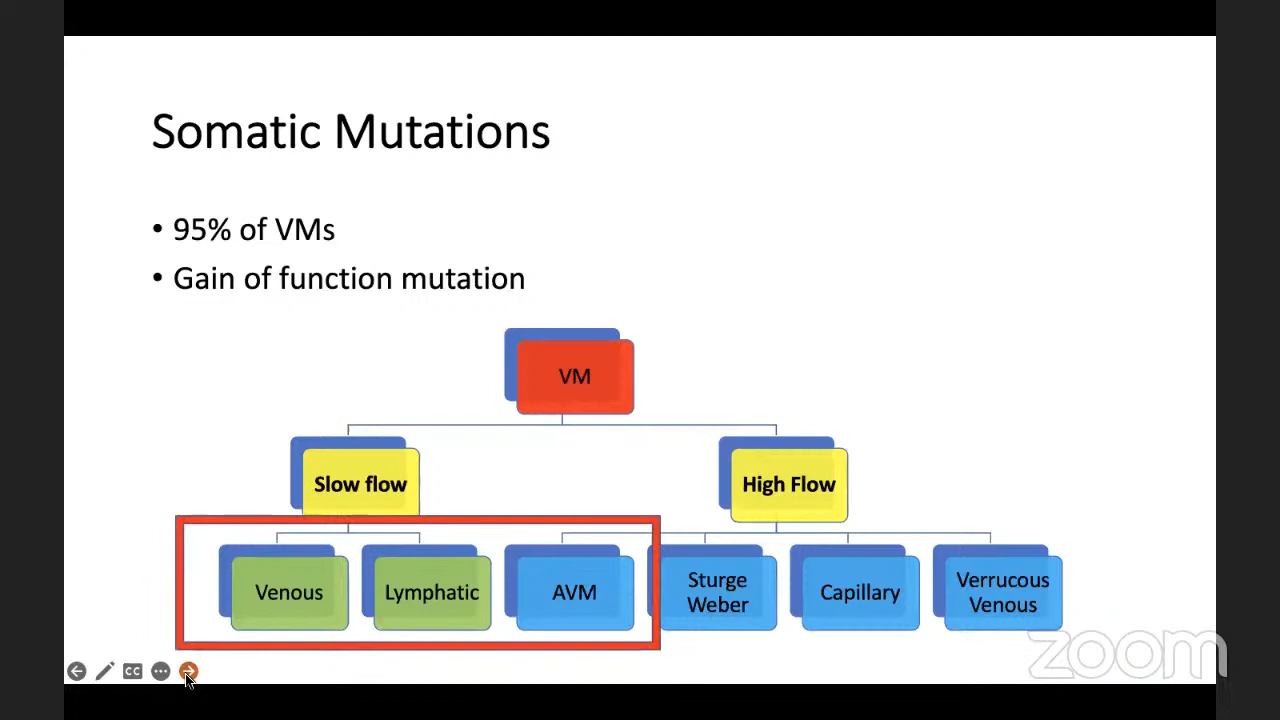 Somatic Mutations
• 95% of VMs
• Gain of function mutation
VM
Slow flow
High Flow
Venous
Lymphatic
AVM
Sturge
Weber
Capillary
Verrucous
Venous
CC
zoom